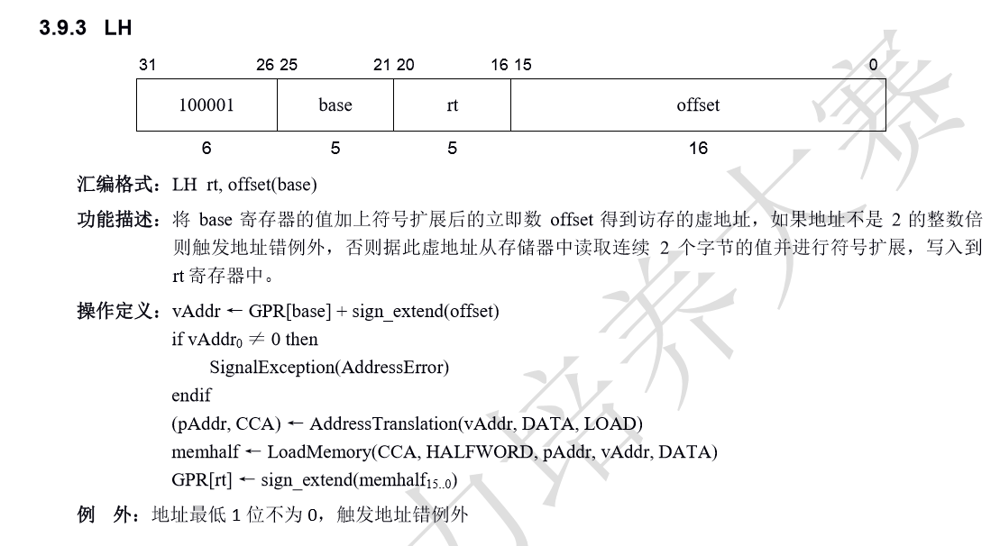 3.9.3 LH
31 26 25 21 20 16 15 0
100001 base rt offset
6 5 5 16
汇编格式：LH rt, offset(base)
功能描述：将 base 寄存器的值加上符号扩展后的立即数 offset 得到访存的虚地址，如果地址不是 2 的整数倍
则触发地址错例外，否则据此虚地址从存储器中读取连续 2 个字节的值并进行符号扩展，写入到
rt 寄存器中。
操作定义：vAddr ← GPR[base] + sign_extend(offset)
if vAddr₀ ≠ 0 then
SignalException(AddressError)
endif
(pAddr, CCA) ← AddressTranslation(vAddr, DATA, LOAD)
memhalf ← LoadMemory(CCA, HALFWORD, pAddr, vAddr, DATA)
GPR[rt] ← sign_extend(memhalf15..0)
例 外：地址最低 1 位不为 0，触发地址错例外
力培养大赛